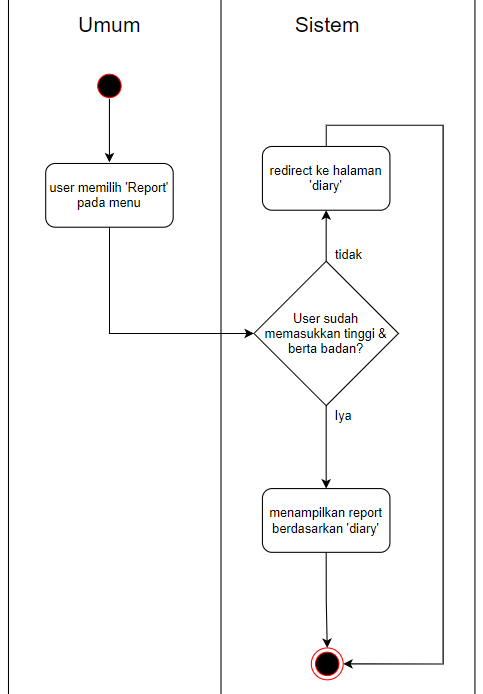 Umum
Sistem
user memilih 'Report'
pada menu
redirect ke halaman
'diary'
tidak
User sudah
memasukkan tinggi &
berta badan?
Iya
menampilkan report
berdasarkan 'diary'